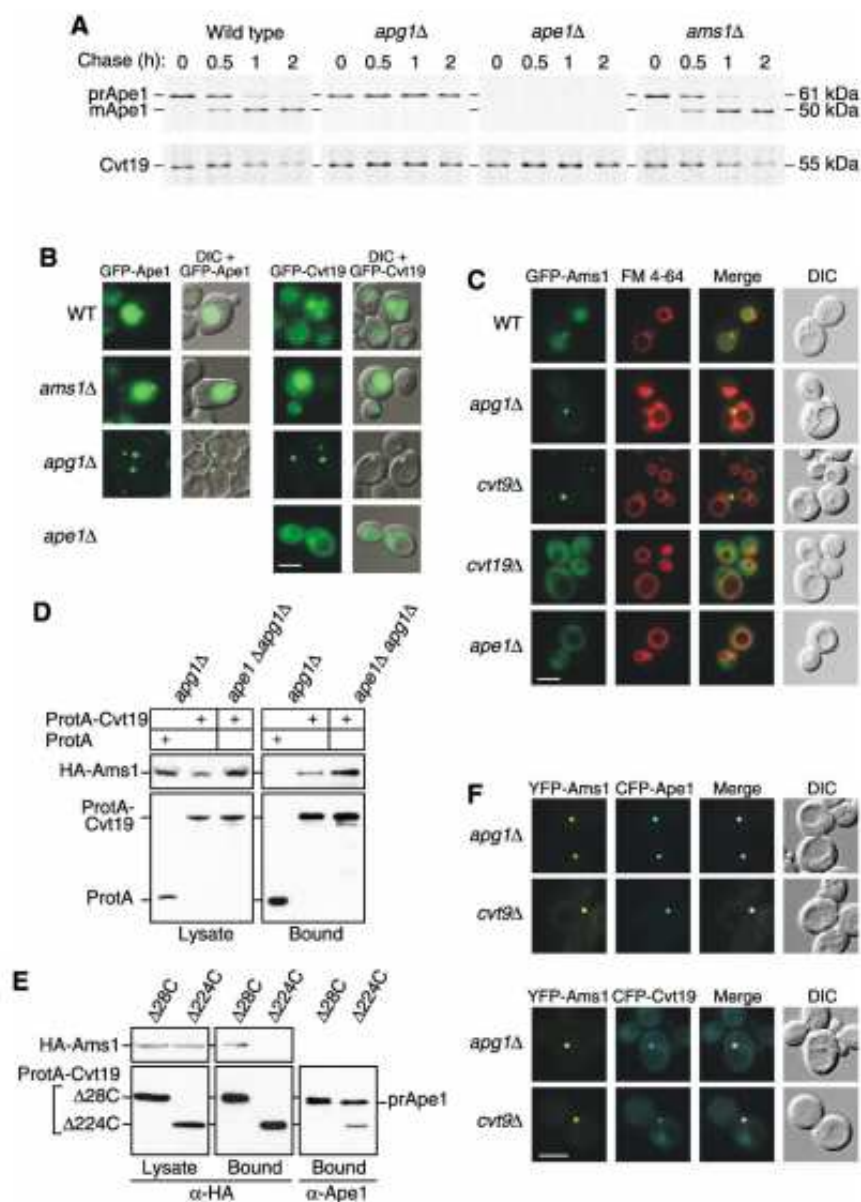 A
Wild type apg1Δ ape1Δ ams1Δ
Chase (h): 0 0.5 1 2 0 0.5 1 2 0 0.5 1 2 0 0.5 1 2
prApe1 61 kDa
mApe1 50 kDa
Cvt19 55 kDa
B
GFP-Ape1 DIC + GFP-Ape1 GFP-Cvt19 DIC + GFP-Cvt19
WT
ams1Δ
apg1Δ
ape1Δ
C
GFP-Ams1 FM 4-64 Merge DIC
WT
apg1Δ
cvt9Δ
cvt19Δ
ape1Δ
D
apg1Δ ape1 Δapg1Δ apg1Δ ape1Δ apg1Δ
ProtA-Cvt19 + + + +
ProtA + +
HA-Ams1
ProtA-
Cvt19
ProtA
Lysate Bound
E
Δ28C Δ224C Δ28C Δ224C Δ28C Δ224C
HA-Ams1
ProtA-Cvt19
Δ28C prApe1
Δ224C
Lysate Bound Bound
α-HA α-Ape1
F
YFP-Ams1 CFP-Ape1 Merge DIC
apg1Δ
cvt9Δ
YFP-Ams1 CFP-Cvt19 Merge DIC
apg1Δ
cvt9Δ